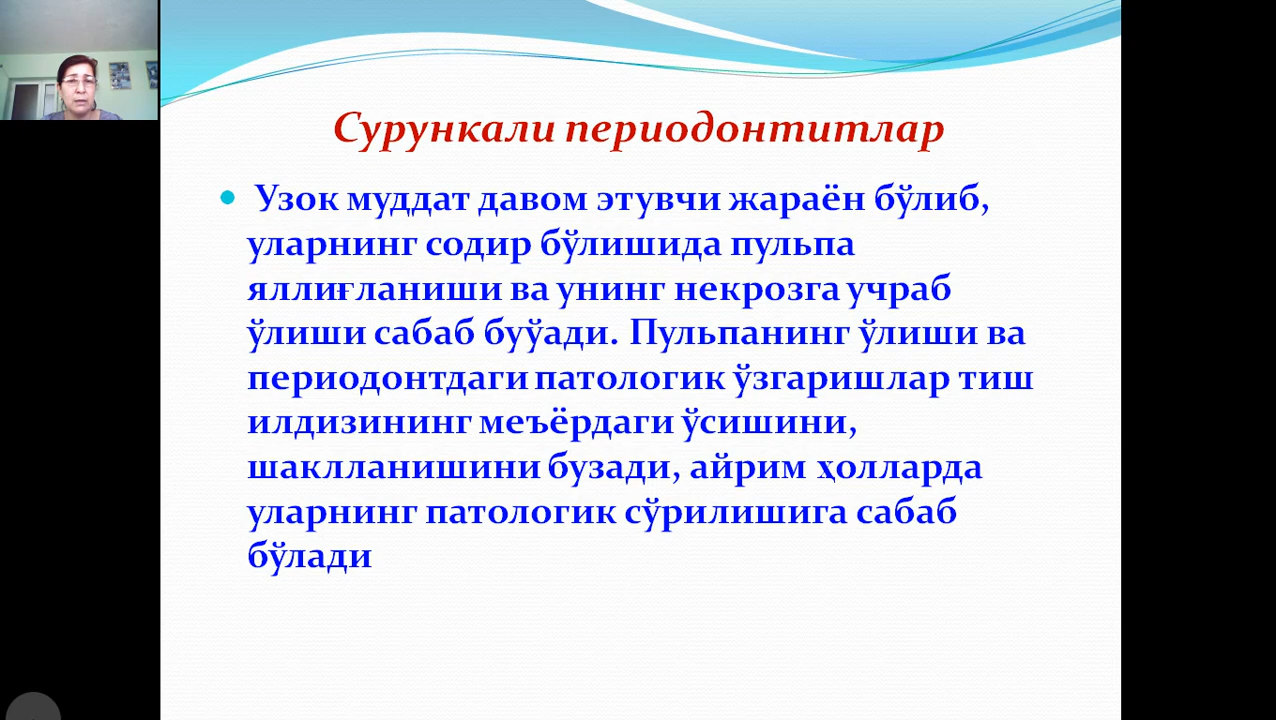 Сурункали периодонтитлар
Узок муддат давом этувчи жараён бўлиб,
уларнинг содир бўлишида пульпа
яллиғланиши ва унинг некрозга учраб
ўлиши сабаб буўади. Пульпанинг ўлиши ва
периодонтдаги патологик ўзгаришлар тиш
илдизининг меъёрдаги ўсишини,
шаклланишини бузади, айрим ҳолларда
уларнинг патологик сўрилишига сабаб
бўлади